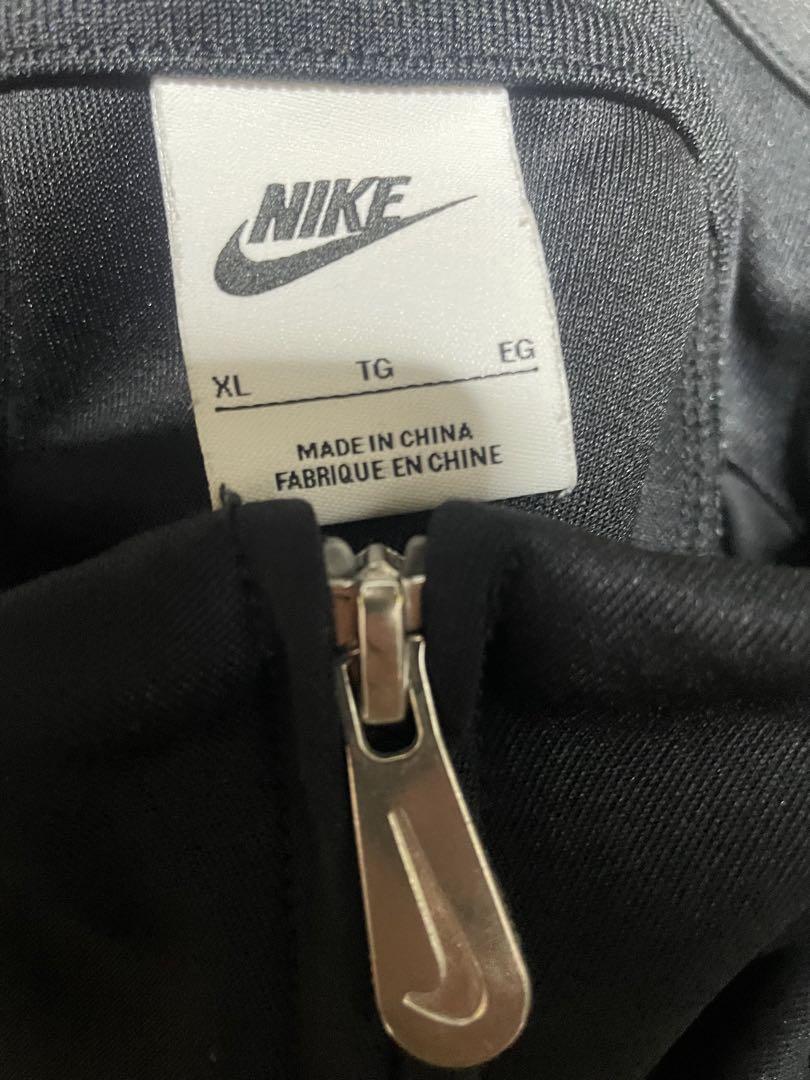 NIKE
XL TG EG
MADE IN CHINA
FABRIQUE EN CHINE